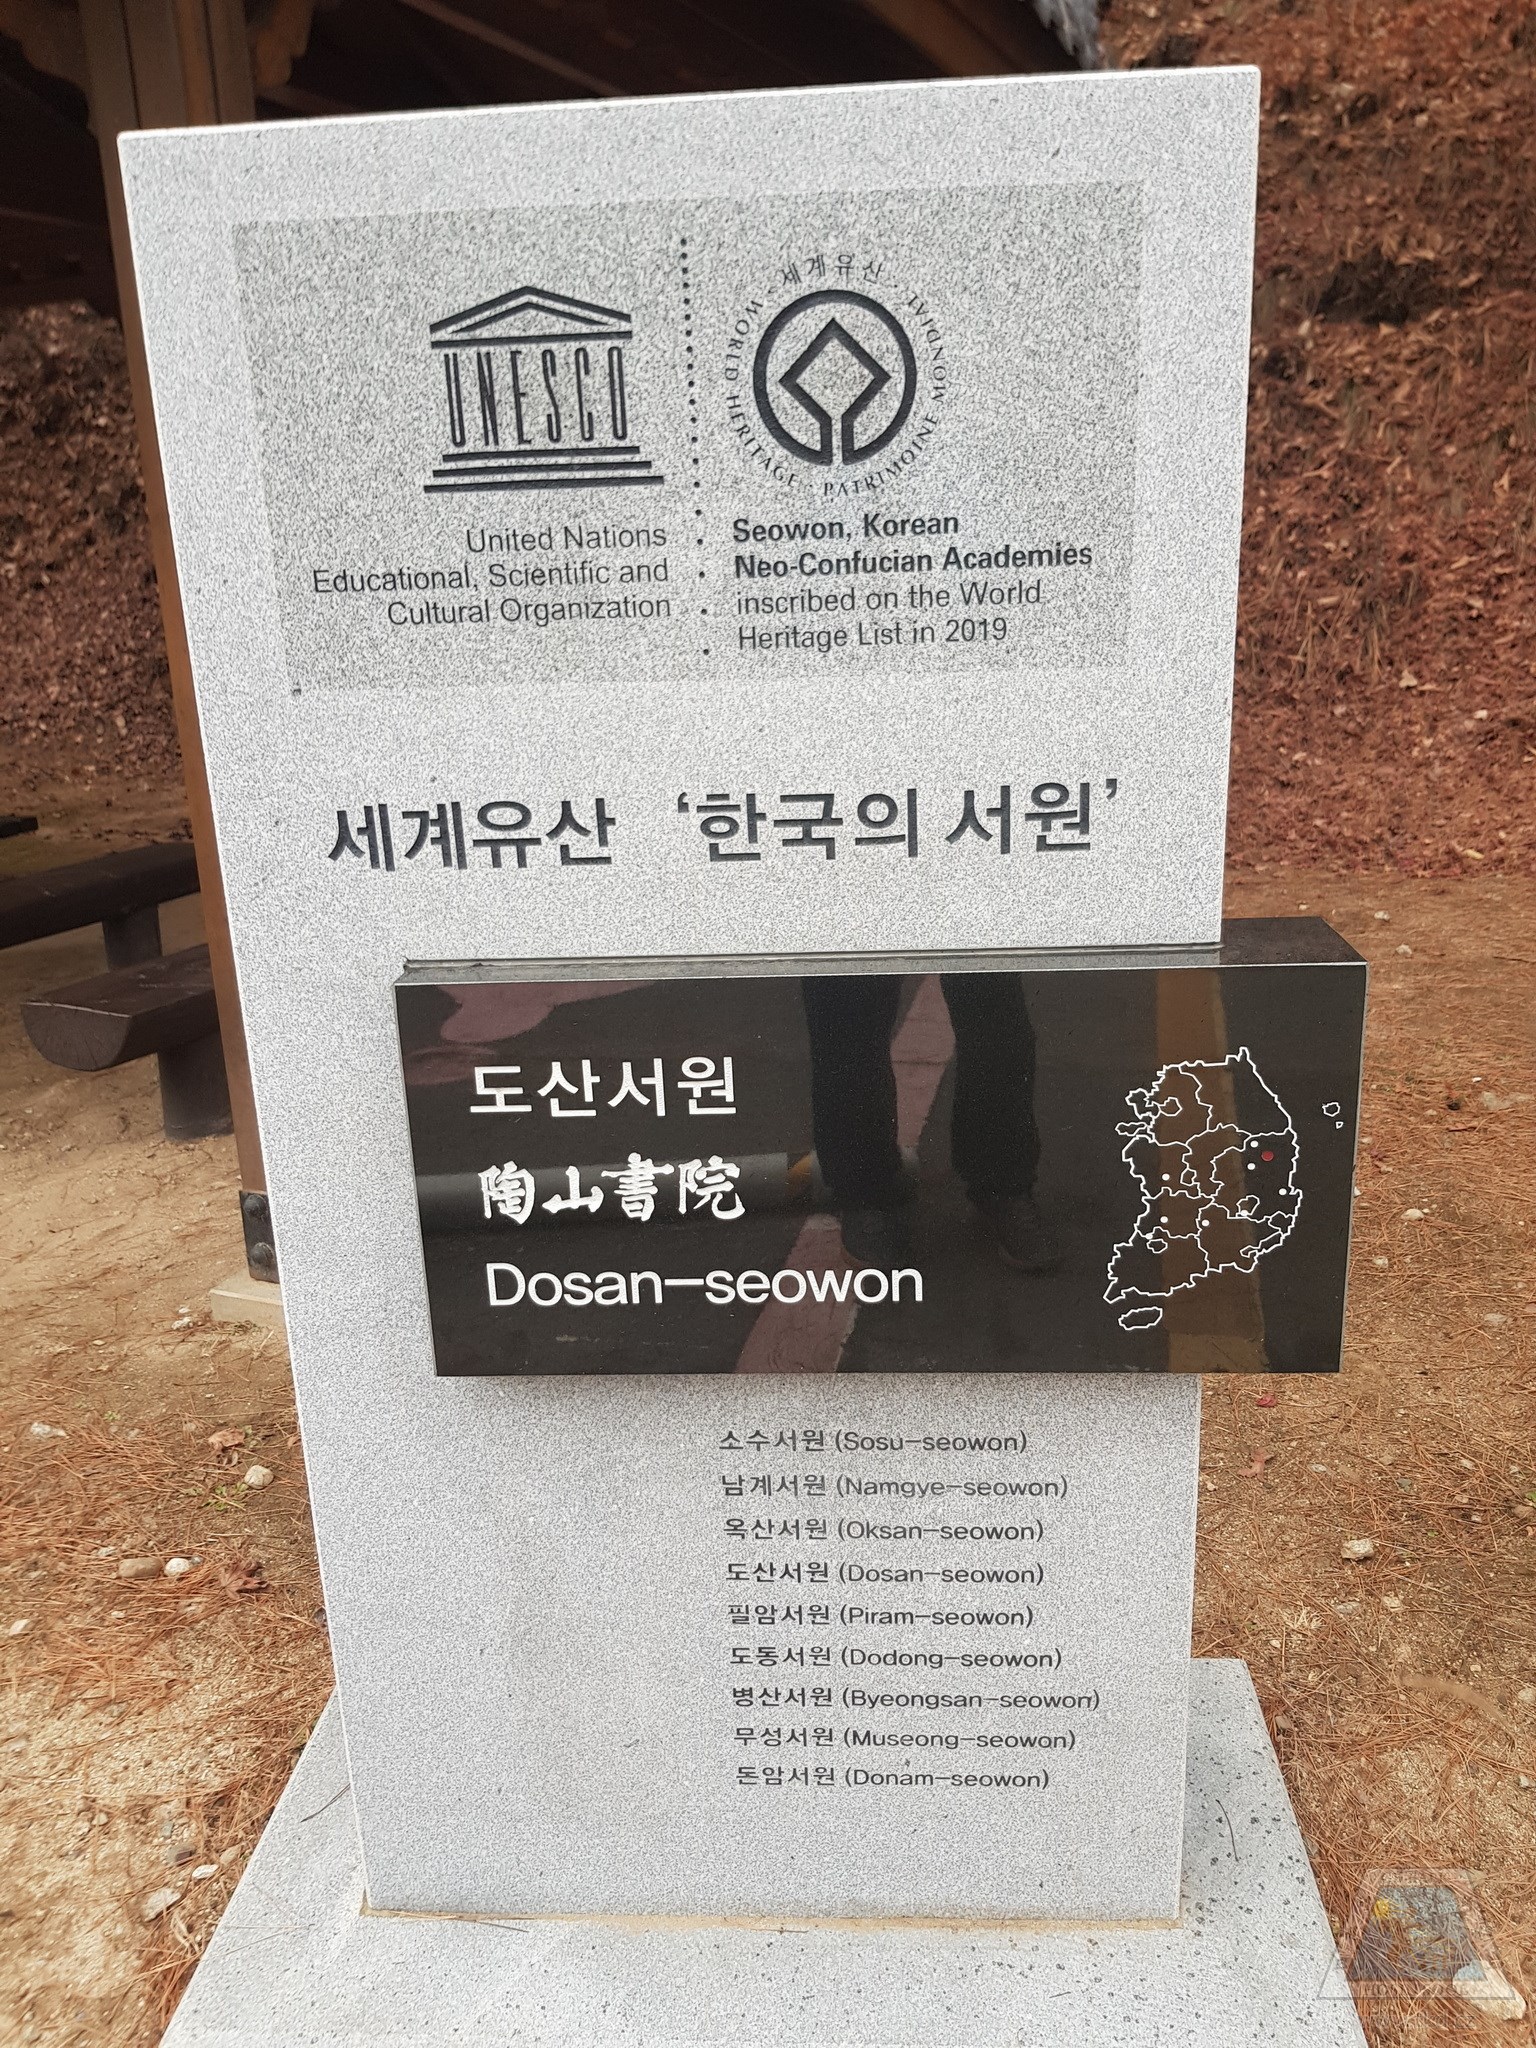 UNESCO
United Nations
Educational, Scientific and
Cultural Organization
· 세계유산 · WORLD HERITAGE · PATRIMOINE MONDIAL
Seowon, Korean
Neo-Confucian Academies
inscribed on the World
Heritage List in 2019
세계유산 ‘한국의 서원’
도산서원
陶山書院
Dosan-seowon
소수서원 (Sosu-seowon)
남계서원 (Namgye-seowon)
옥산서원 (Oksan-seowon)
도산서원 (Dosan-seowon)
필암서원 (Piram-seowon)
도동서원 (Dodong-seowon)
병산서원 (Byeongsan-seowon)
무성서원 (Museong-seowon)
돈암서원 (Donam-seowon)